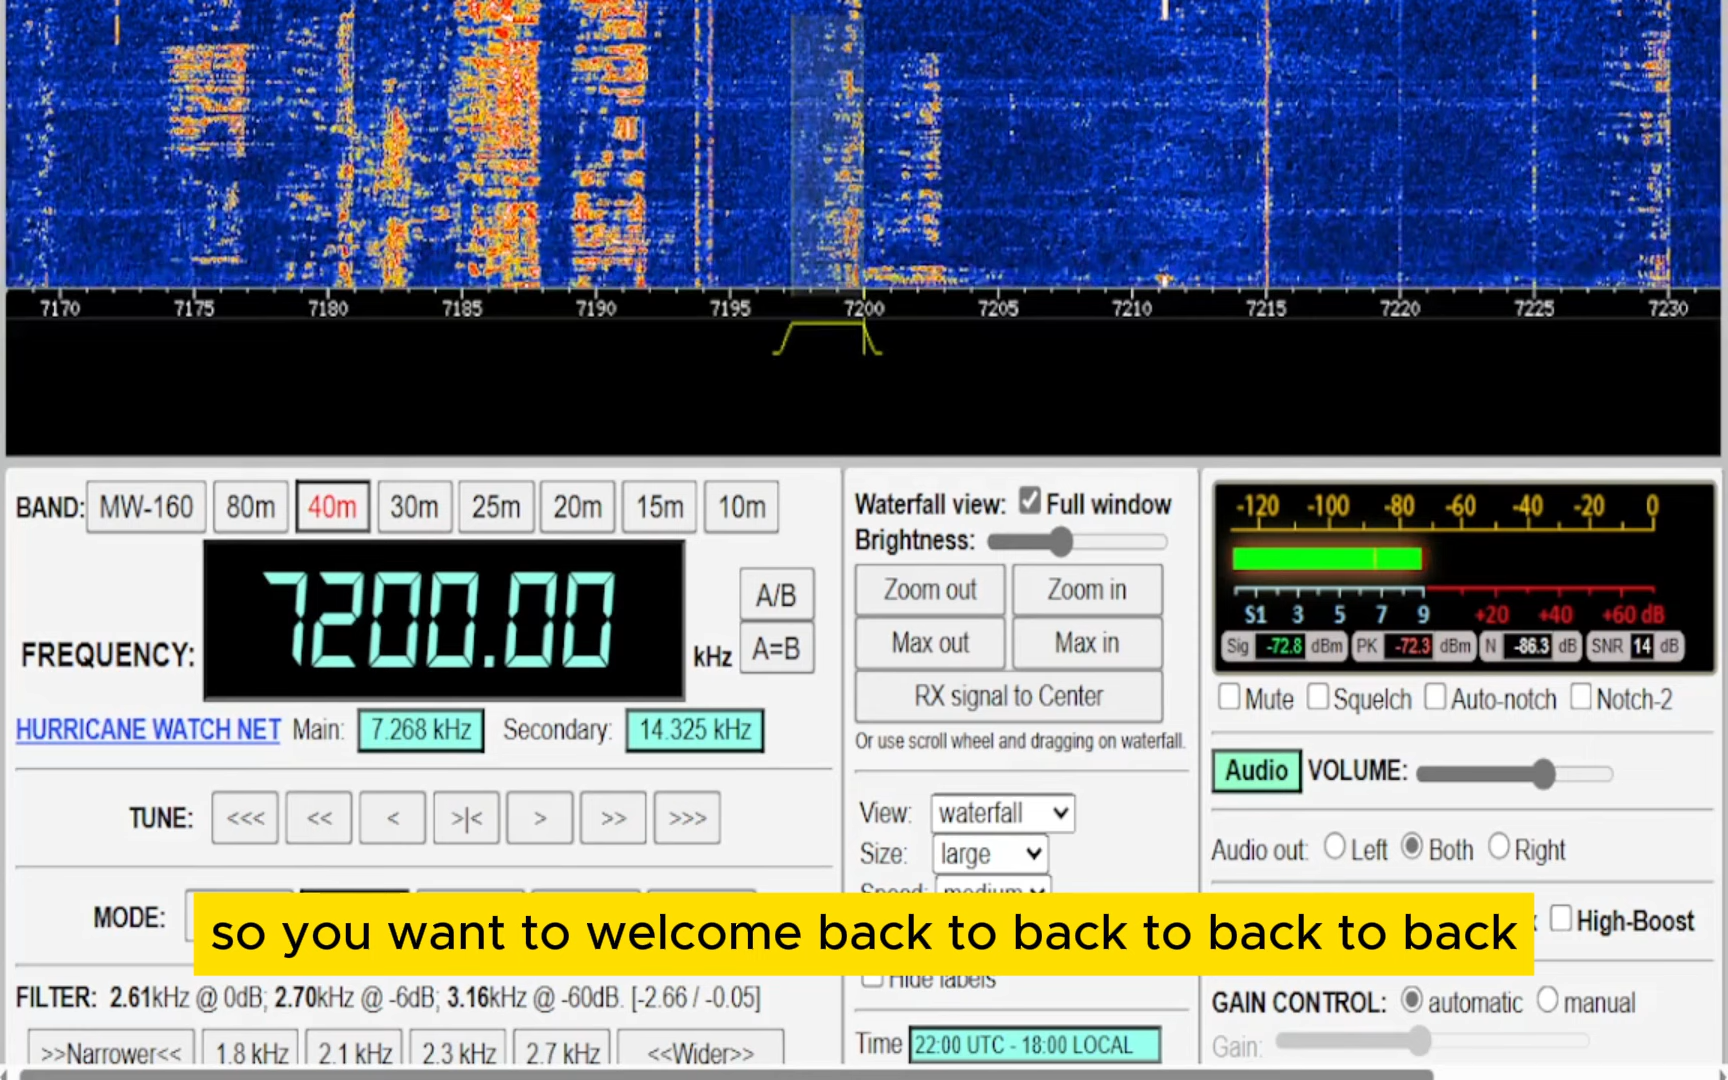 7170 7175 7180 7185 7190 7195 7200 7205 7210 7215 7220 7225 7230
BAND: MW-160 80m 40m 30m 25m 20m 15m 10m
FREQUENCY: 7200.00 kHz A/B A=B
HURRICANE WATCH NET Main: 7.268 kHz Secondary: 14.325 kHz
TUNE: <<< << < >|< > >> >>>
MODE:
FILTER: 2.61kHz @ 0dB; 2.70kHz @ -6dB; 3.16kHz @ -60dB. [-2.66 / -0.05]
>>Narrower<< 1.8 kHz 2.1 kHz 2.3 kHz 2.7 kHz <<Wider>>
Waterfall view: Full window
Brightness:
Zoom out Zoom in
Max out Max in
RX signal to Center
Or use scroll wheel and dragging on waterfall.
View: waterfall
Size: large
Speed: medium
Hide labels
Time 22:00 UTC - 18:00 LOCAL
-120 -100 -80 -60 -40 -20 0
S1 3 5 7 9 +20 +40 +60 dB
Sig -72.8 dBm PK -72.3 dBm N -86.3 dB SNR 14 dB
Mute Squelch Auto-notch Notch-2
Audio VOLUME:
Audio out: Left Both Right
High-Boost
GAIN CONTROL: automatic manual
Gain:
so you want to welcome back to back to back to back